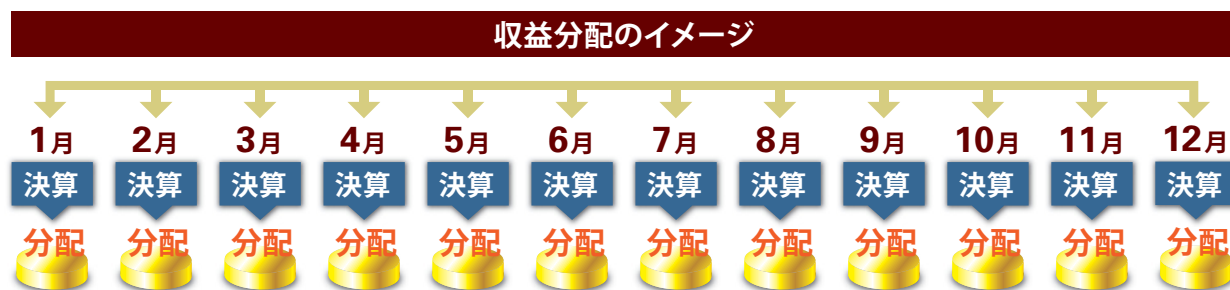 収益分配のイメージ
1月 2月 3月 4月 5月 6月 7月 8月 9月 10月 11月 12月
決算 決算 決算 決算 決算 決算 決算 決算 決算 決算 決算 決算
分配 分配 分配 分配 分配 分配 分配 分配 分配 分配 分配 分配